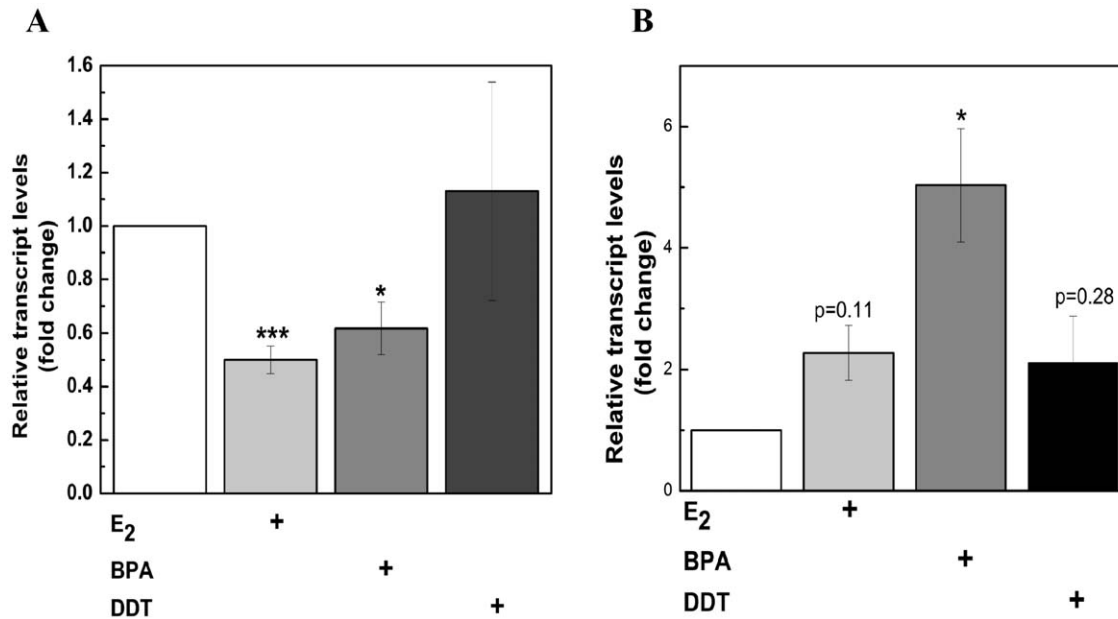 A
Relative transcript levels
(fold change)
1.6
1.4
1.2
1.0
0.8
0.6
0.4
0.2
0.0
***
*
E2 +
BPA +
DDT +
B
Relative transcript levels
(fold change)
6
4
2
0
p=0.11
*
p=0.28
E2 +
BPA +
DDT +